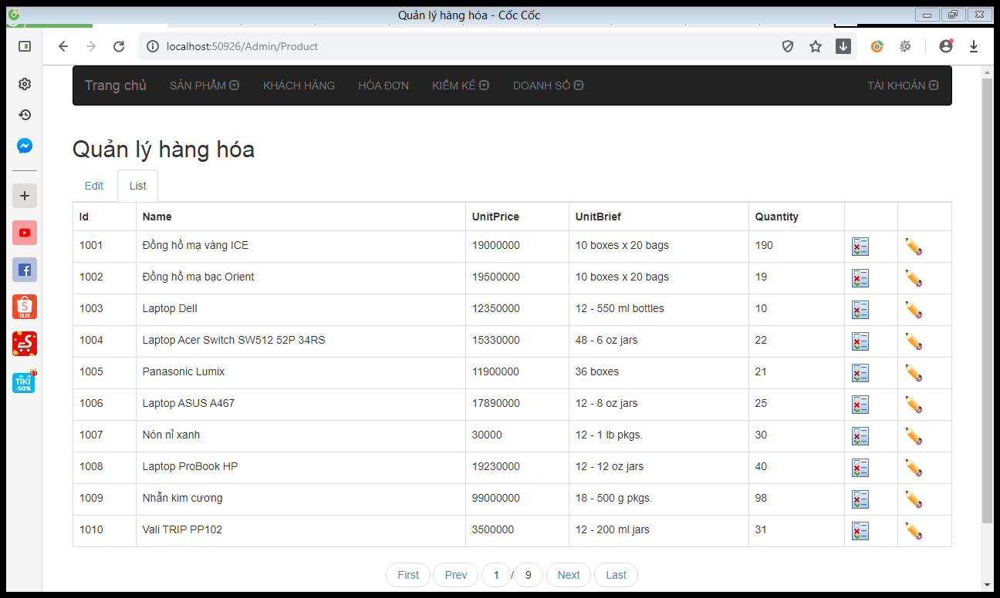 Quản lý hàng hóa - Cốc Cốc
localhost:50926/Admin/Product
Trang chủ SẢN PHẨM KHÁCH HÀNG HÓA ĐƠN KIỂM KÊ DOANH SỐ TÀI KHOẢN
Quản lý hàng hóa
Edit List
Id Name UnitPrice UnitBrief Quantity
1001 Đồng hồ mạ vàng ICE 19000000 10 boxes x 20 bags 190
1002 Đồng hồ mạ bạc Orient 19500000 10 boxes x 20 bags 19
1003 Laptop Dell 12350000 12 - 550 ml bottles 10
1004 Laptop Acer Switch SW512 52P 34RS 15330000 48 - 6 oz jars 22
1005 Panasonic Lumix 11900000 36 boxes 21
1006 Laptop ASUS A467 17890000 12 - 8 oz jars 25
1007 Nón nỉ xanh 30000 12 - 1 lb pkgs. 30
1008 Laptop ProBook HP 19230000 12 - 12 oz jars 40
1009 Nhẫn kim cương 99000000 18 - 500 g pkgs. 98
1010 Vali TRIP PP102 3500000 12 - 200 ml jars 31
First Prev 1 / 9 Next Last
S
12.12
TIKI
-50%